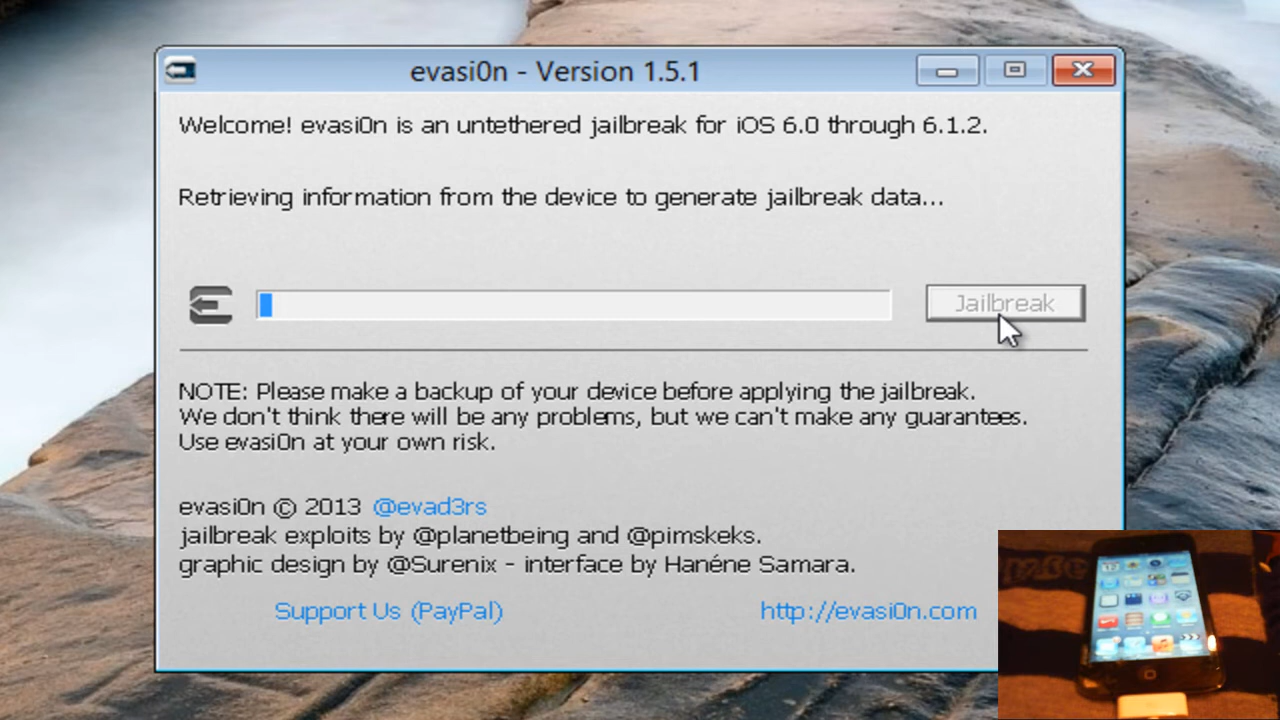 evasi0n - Version 1.5.1
Welcome! evasi0n is an untethered jailbreak for iOS 6.0 through 6.1.2.
Retrieving information from the device to generate jailbreak data...
Jailbreak
NOTE: Please make a backup of your device before applying the jailbreak.
We don't think there will be any problems, but we can't make any guarantees.
Use evasi0n at your own risk.
evasi0n © 2013 @evad3rs
jailbreak exploits by @planetbeing and @pimskeks.
graphic design by @Surenix - interface by Hanéne Samara.
Support Us (PayPal) http://evasi0n.com